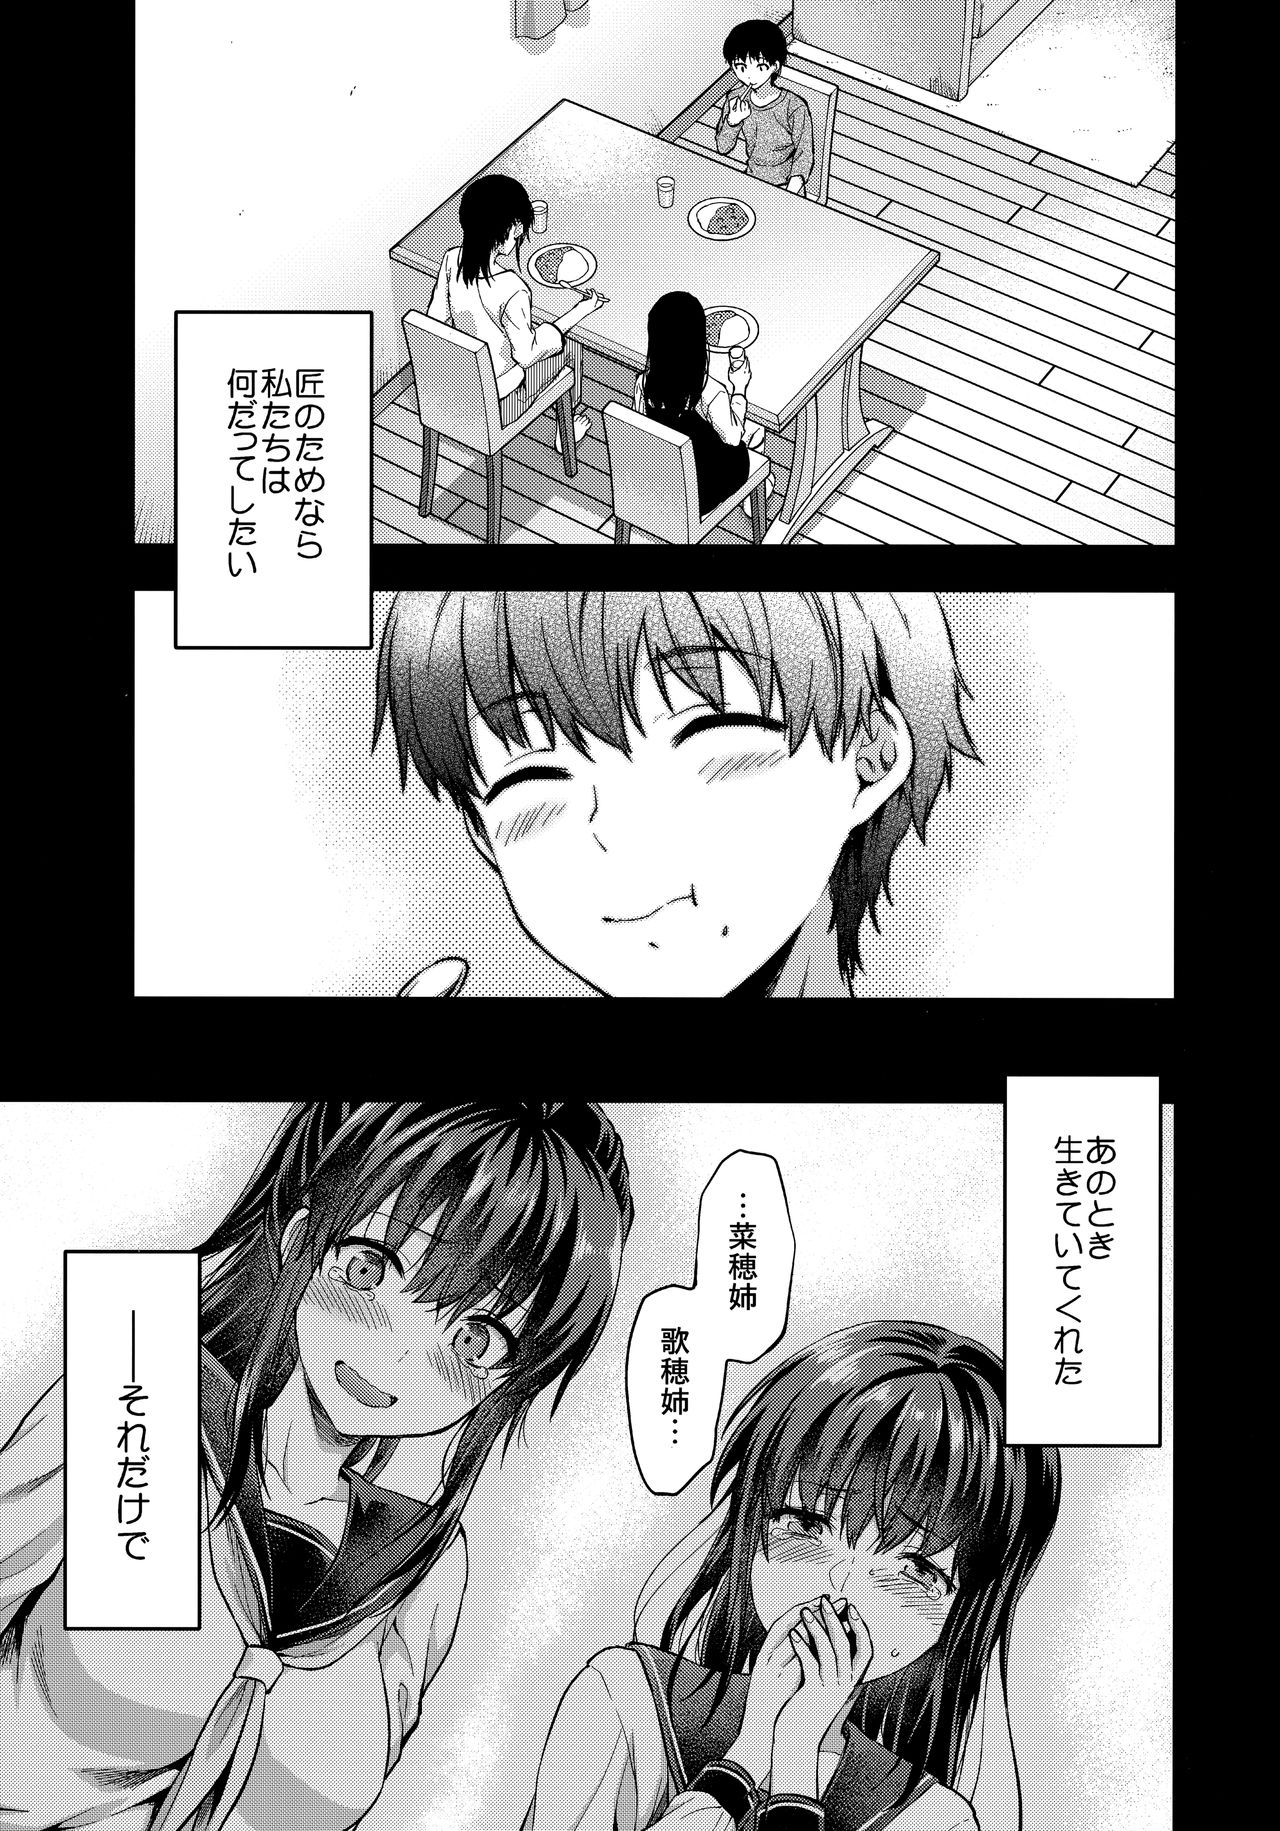 匠のためなら
私たちは
何だってしたい
あのとき
生きていてくれた
…菜穂姉
歌穂姉…
――それだけで